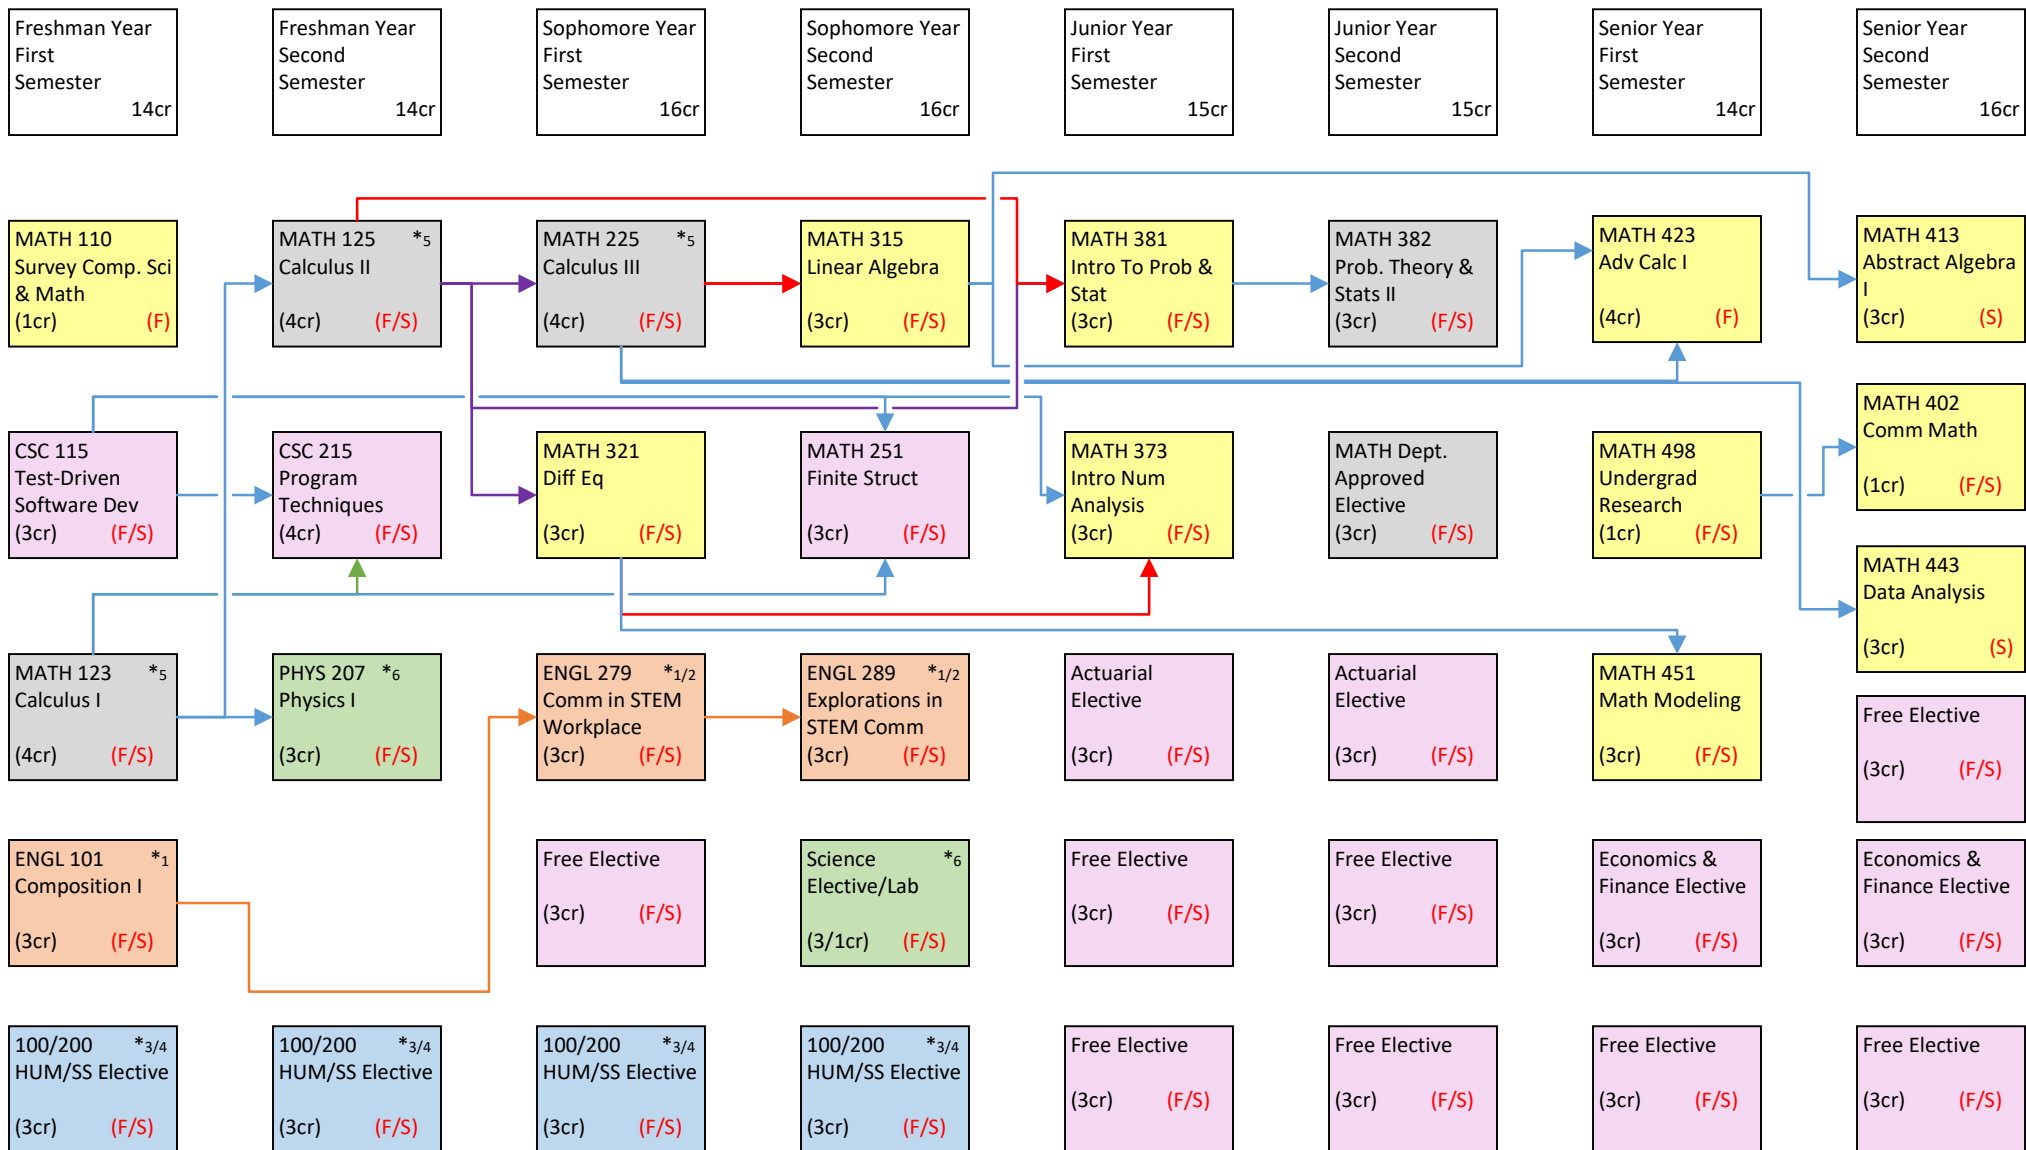 Freshman Year
First
Semester
14cr
Freshman Year
Second
Semester
14cr
Sophomore Year
First
Semester
16cr
Sophomore Year
Second
Semester
16cr
Junior Year
First
Semester
15cr
Junior Year
Second
Semester
15cr
Senior Year
First
Semester
14cr
Senior Year
Second
Semester
16cr
MATH 110
Survey Comp. Sci
& Math
(1cr) (F)
MATH 125 *5
Calculus II
(4cr) (F/S)
MATH 225 *5
Calculus III
(4cr) (F/S)
MATH 315
Linear Algebra
(3cr) (F/S)
MATH 381
Intro To Prob &
Stat
(3cr) (F/S)
MATH 382
Prob. Theory &
Stats II
(3cr) (F/S)
MATH 423
Adv Calc I
(4cr) (F)
MATH 413
Abstract Algebra
I
(3cr) (S)
MATH 402
Comm Math
(1cr) (F/S)
CSC 115
Test-Driven
Software Dev
(3cr) (F/S)
CSC 215
Program
Techniques
(4cr) (F/S)
MATH 321
Diff Eq
(3cr) (F/S)
MATH 251
Finite Struct
(3cr) (F/S)
MATH 373
Intro Num
Analysis
(3cr) (F/S)
MATH Dept.
Approved
Elective
(3cr) (F/S)
MATH 498
Undergrad
Research
(1cr) (F/S)
MATH 443
Data Analysis
(3cr) (S)
MATH 123 *5
Calculus I
(4cr) (F/S)
PHYS 207 *6
Physics I
(3cr) (F/S)
ENGL 279 *1/2
Comm in STEM
Workplace
(3cr) (F/S)
ENGL 289 *1/2
Explorations in
STEM Comm
(3cr) (F/S)
Actuarial
Elective
(3cr) (F/S)
Actuarial
Elective
(3cr) (F/S)
MATH 451
Math Modeling
(3cr) (F/S)
Free Elective
(3cr) (F/S)
ENGL 101 *1
Composition I
(3cr) (F/S)
Free Elective
(3cr) (F/S)
Science *6
Elective/Lab
(3/1cr) (F/S)
Free Elective
(3cr) (F/S)
Free Elective
(3cr) (F/S)
Economics &
Finance Elective
(3cr) (F/S)
Economics &
Finance Elective
(3cr) (F/S)
100/200 *3/4
HUM/SS Elective
(3cr) (F/S)
100/200 *3/4
HUM/SS Elective
(3cr) (F/S)
100/200 *3/4
HUM/SS Elective
(3cr) (F/S)
100/200 *3/4
HUM/SS Elective
(3cr) (F/S)
Free Elective
(3cr) (F/S)
Free Elective
(3cr) (F/S)
Free Elective
(3cr) (F/S)
Free Elective
(3cr) (F/S)